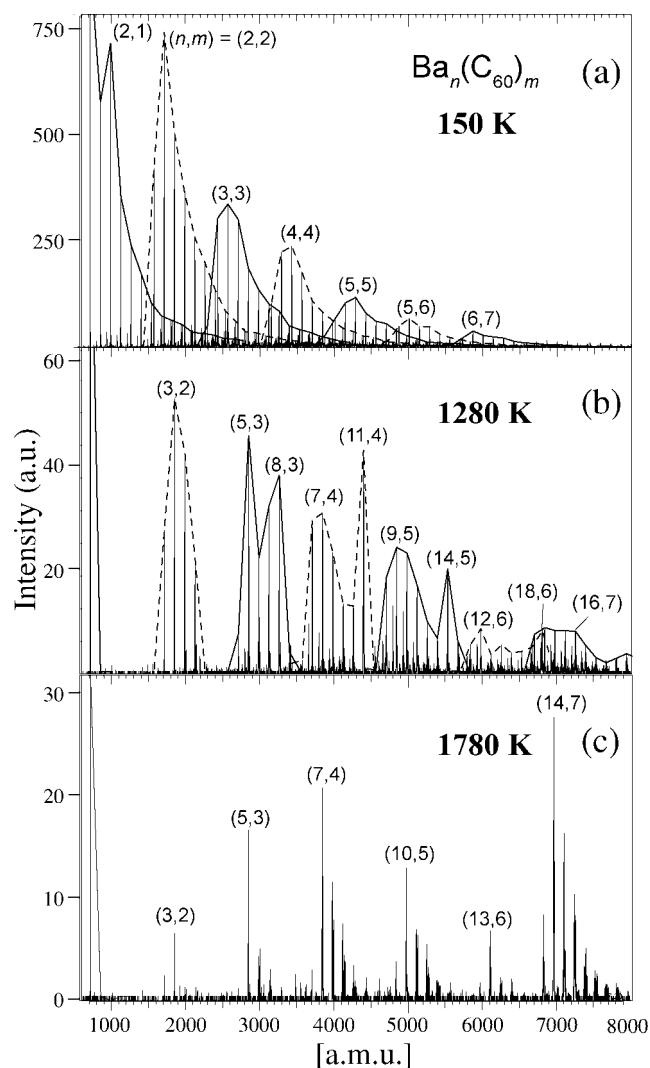 750
(2,1)
(n,m) = (2,2)
Baₙ(C₆₀)ₘ
(a)
150 K
500
(3,3)
250
(4,4)
(5,5)
(5,6)
(6,7)
60
(3,2)
1280 K
(b)
(5,3)
(11,4)
(8,3)
40
(7,4)
(9,5)
(14,5)
20
(18,6)
(16,7)
(12,6)
Intensity (a.u.)
30
(14,7)
1780 K
(c)
(7,4)
20
(5,3)
(10,5)
10
(3,2)
(13,6)
0
1000 2000 3000 4000 5000 6000 7000 8000
[a.m.u.]